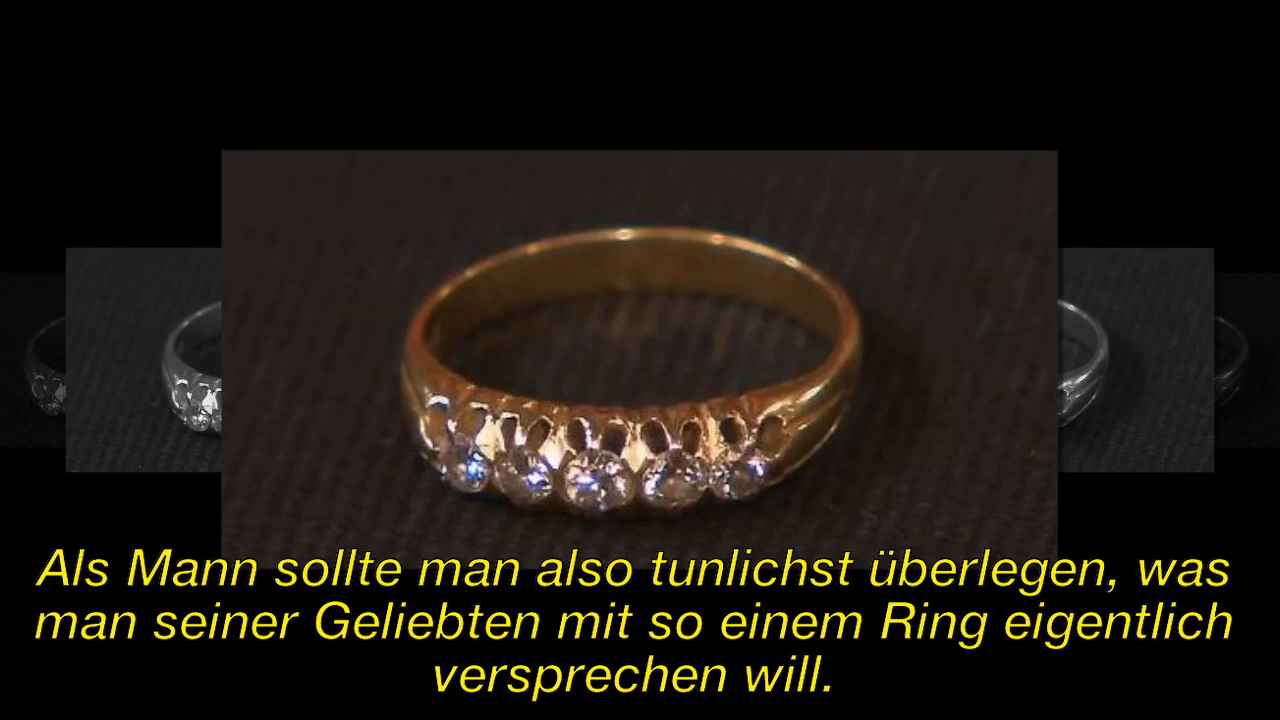 Als Mann sollte man also tunlichst überlegen, was
man seiner Geliebten mit so einem Ring eigentlich
versprechen will.